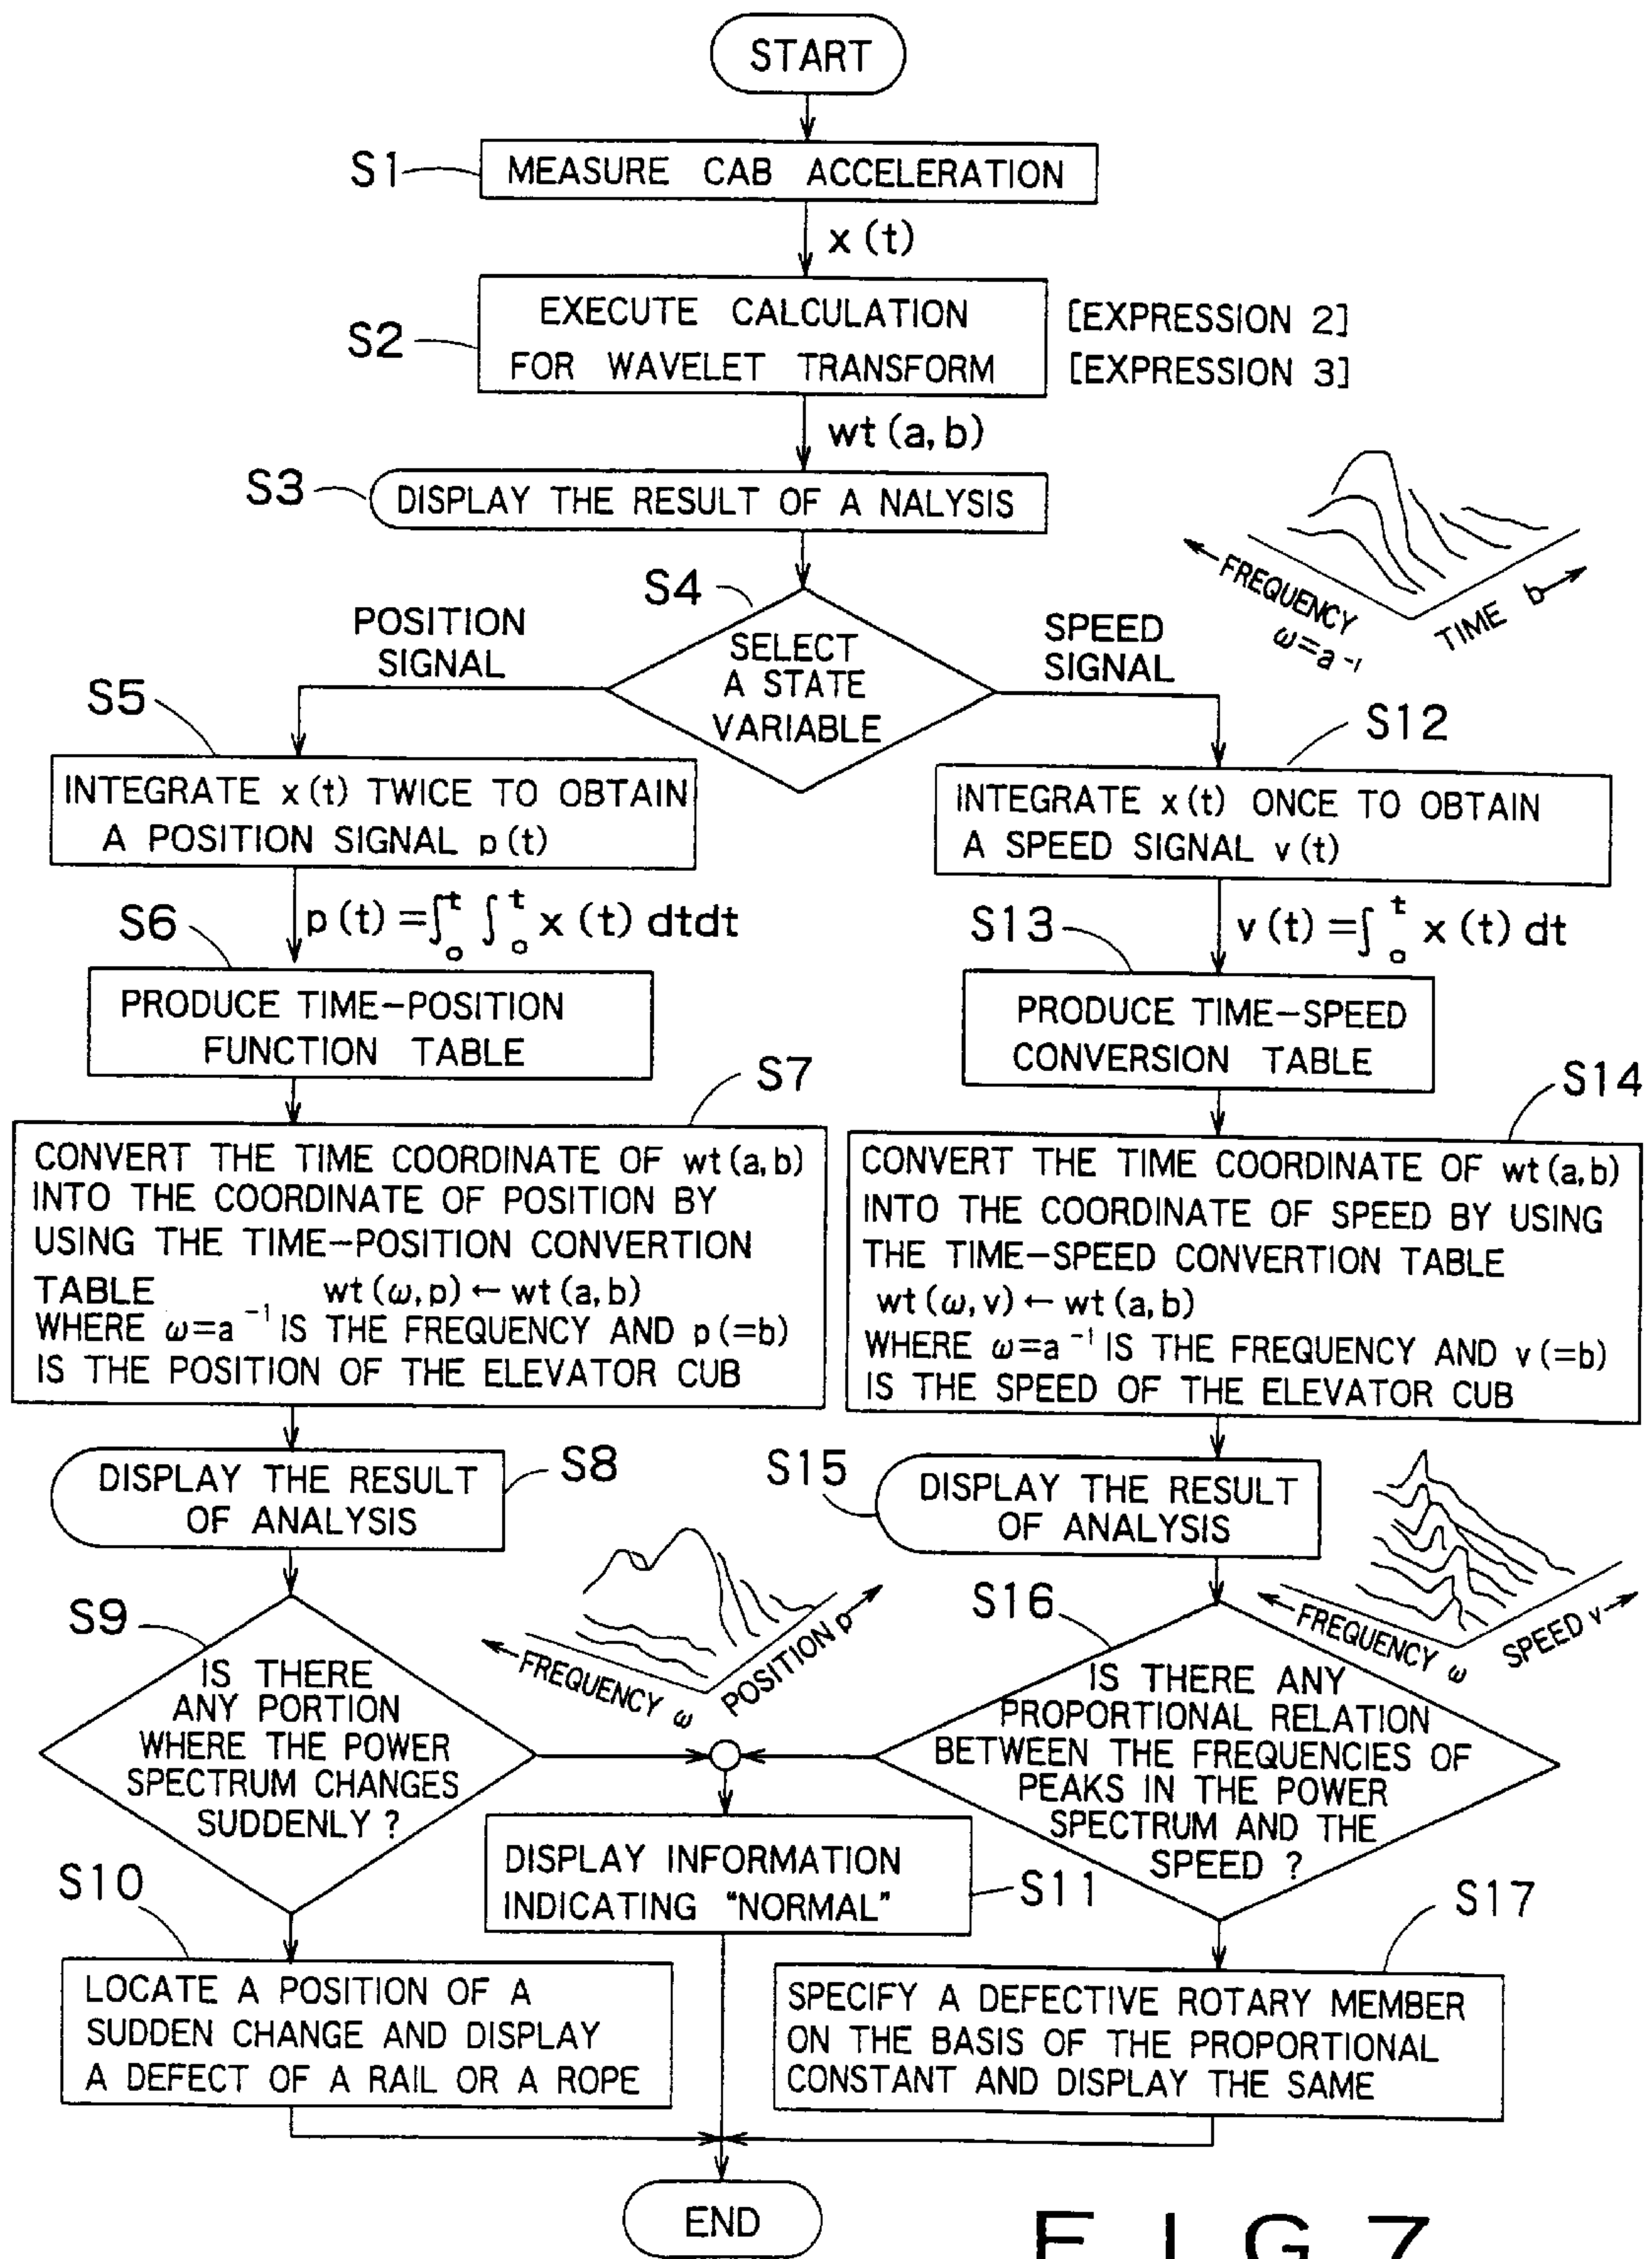 START
S1
MEASURE CAB ACCELERATION
x (t)
S2
EXECUTE CALCULATION
FOR WAVELET TRANSFORM
[EXPRESSION 2]
[EXPRESSION 3]
wt (a, b)
S3
DISPLAY THE RESULT OF A NALYSIS
FREQUENCY
ω=a⁻¹
TIME b
S4
SELECT
A STATE
VARIABLE
POSITION
SIGNAL
SPEED
SIGNAL
S5
INTEGRATE x (t) TWICE TO OBTAIN
A POSITION SIGNAL p (t)
p (t) =∫₀ᵗ ∫₀ᵗ x (t) dtdt
S6
PRODUCE TIME-POSITION
FUNCTION TABLE
S7
CONVERT THE TIME COORDINATE OF wt (a, b)
INTO THE COORDINATE OF POSITION BY
USING THE TIME-POSITION CONVERTION
TABLE wt (ω, p) ← wt (a, b)
WHERE ω=a⁻¹ IS THE FREQUENCY AND p (=b)
IS THE POSITION OF THE ELEVATOR CUB
S8
DISPLAY THE RESULT
OF ANALYSIS
FREQUENCY ω
POSITION p
S9
IS THERE
ANY PORTION
WHERE THE POWER
SPECTRUM CHANGES
SUDDENLY ?
S10
LOCATE A POSITION OF A
SUDDEN CHANGE AND DISPLAY
A DEFECT OF A RAIL OR A ROPE
DISPLAY INFORMATION
INDICATING "NORMAL"
S11
S12
INTEGRATE x (t) ONCE TO OBTAIN
A SPEED SIGNAL v (t)
v (t) =∫₀ᵗ x (t) dt
S13
PRODUCE TIME-SPEED
CONVERSION TABLE
S14
CONVERT THE TIME COORDINATE OF wt (a, b)
INTO THE COORDINATE OF SPEED BY USING
THE TIME-SPEED CONVERTION TABLE
wt (ω, v) ← wt (a, b)
WHERE ω=a⁻¹ IS THE FREQUENCY AND v (=b)
IS THE SPEED OF THE ELEVATOR CUB
S15
DISPLAY THE RESULT
OF ANALYSIS
FREQUENCY ω
SPEED v
S16
IS THERE ANY
PROPORTIONAL RELATION
BETWEEN THE FREQUENCIES OF
PEAKS IN THE POWER
SPECTRUM AND THE
SPEED ?
S17
SPECIFY A DEFECTIVE ROTARY MEMBER
ON THE BASIS OF THE PROPORTIONAL
CONSTANT AND DISPLAY THE SAME
END
FIG 7